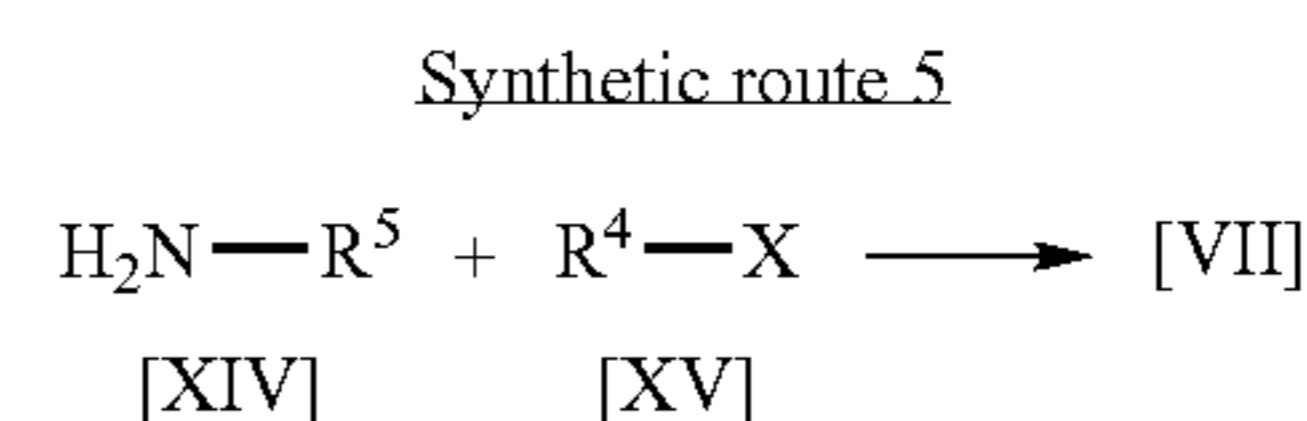 Synthetic route 5
H₂N—R⁵ + R⁴—X ⟶ [VII]
[XIV] [XV]